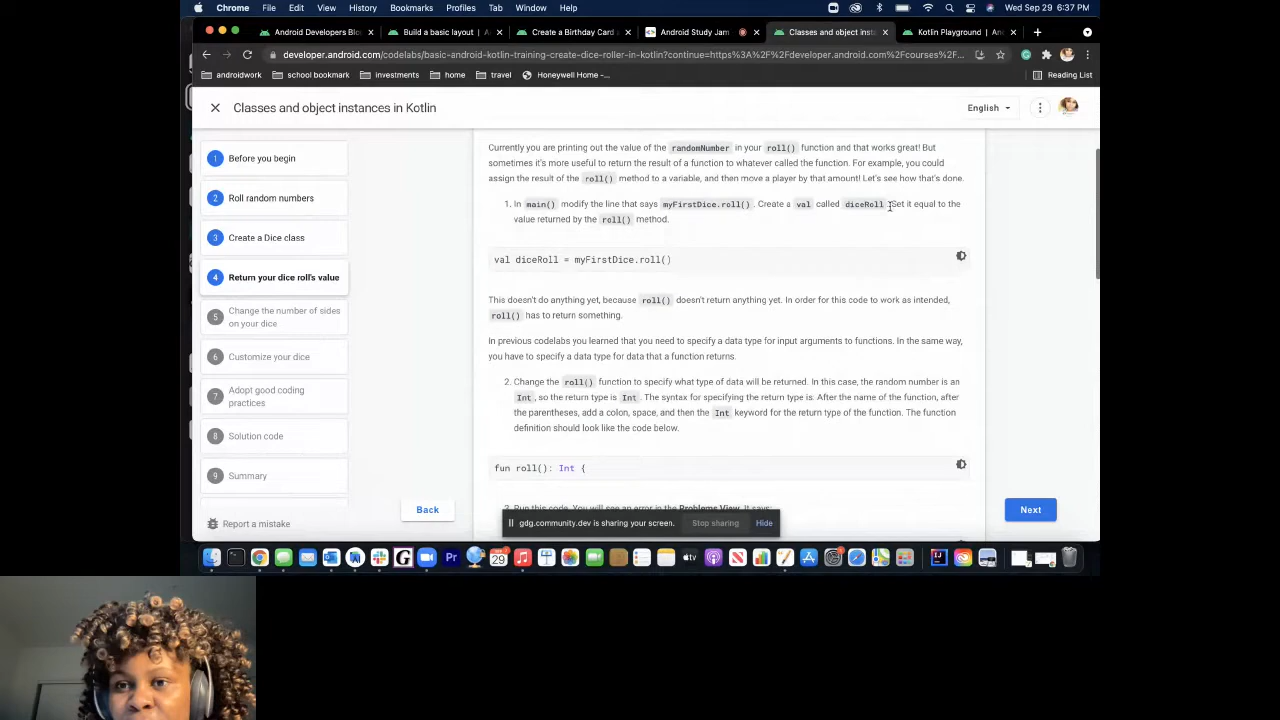 Chrome File Edit View History Bookmarks Profiles Tab Window Help Wed Sep 29 6:37 PM
Android Developers Blo Build a basic layout | A Create a Birthday Card Android Study Jam Classes and object insta Kotlin Playground | And
developer.android.com/codelabs/basic-android-kotlin-training-create-dice-roller-in-kotlin?continue=https%3A%2F%2Fdeveloper.android.com%2Fcourses%2F...
androidwork school bookmark investments home travel Honeywell Home -... Reading List
Classes and object instances in Kotlin English
1 Before you begin
2 Roll random numbers
3 Create a Dice class
4 Return your dice roll's value
5 Change the number of sides
on your dice
6 Customize your dice
7 Adopt good coding
practices
8 Solution code
9 Summary
Report a mistake
Currently you are printing out the value of the randomNumber in your roll() function and that works great! But
sometimes it's more useful to return the result of a function to whatever called the function. For example, you could
assign the result of the roll() method to a variable, and then move a player by that amount! Let's see how that's done.
1. In main() modify the line that says myFirstDice.roll(). Create a val called diceRoll. Set it equal to the
value returned by the roll() method.
val diceRoll = myFirstDice.roll()
This doesn't do anything yet, because roll() doesn't return anything yet. In order for this code to work as intended,
roll() has to return something.
In previous codelabs you learned that you need to specify a data type for input arguments to functions. In the same way,
you have to specify a data type for data that a function returns.
2. Change the roll() function to specify what type of data will be returned. In this case, the random number is an
Int, so the return type is Int. The syntax for specifying the return type is: After the name of the function, after
the parentheses, add a colon, space, and then the Int keyword for the return type of the function. The function
definition should look like the code below.
fun roll(): Int {
3. Run this code. You will see an error in the Problems View. It says:
Back
Next
gdg.community.dev is sharing your screen. Stop sharing Hide